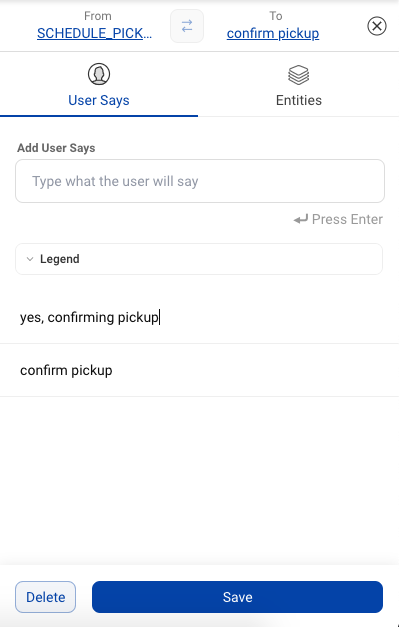 From
To
SCHEDULE_PICK...
confirm pickup
User Says
Entities
Add User Says
Type what the user will say
Press Enter
Legend
yes, confirming pickup
confirm pickup
Delete
Save